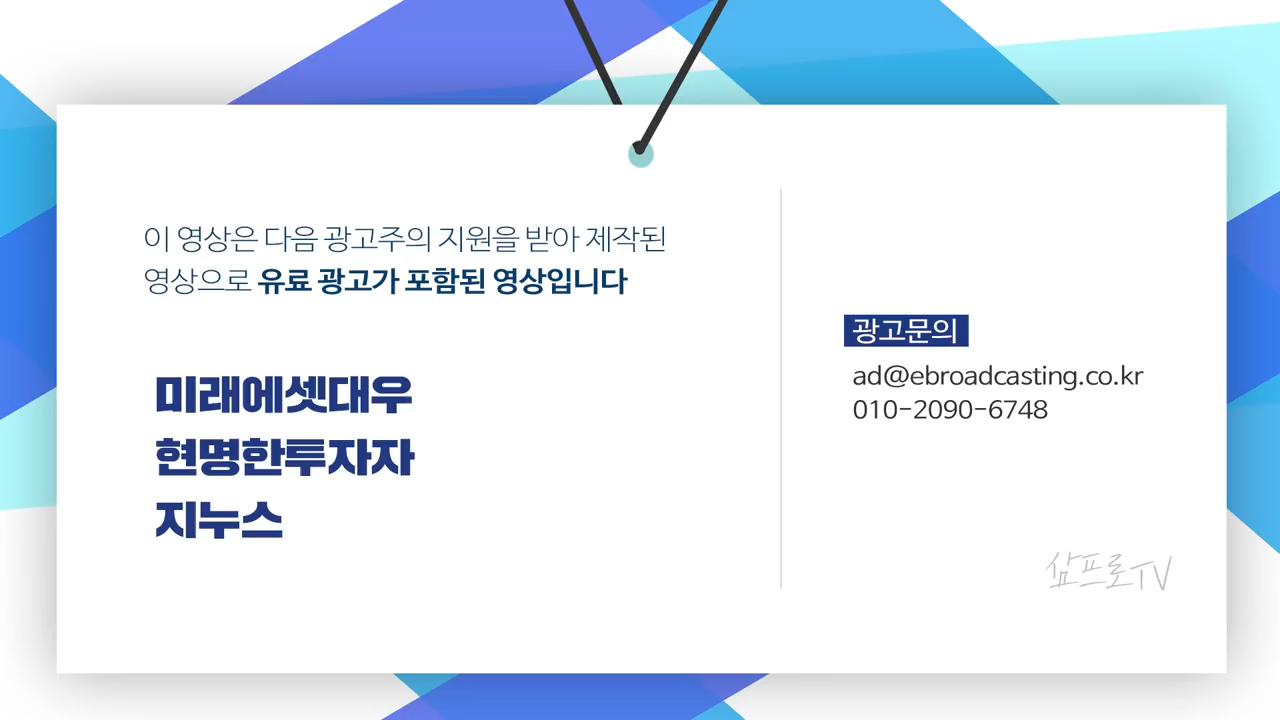 이 영상은 다음 광고주의 지원을 받아 제작된
영상으로 유료 광고가 포함된 영상입니다
미래에셋대우
현명한투자자
지누스
광고문의
ad@ebroadcasting.co.kr
010-2090-6748
삼프로TV